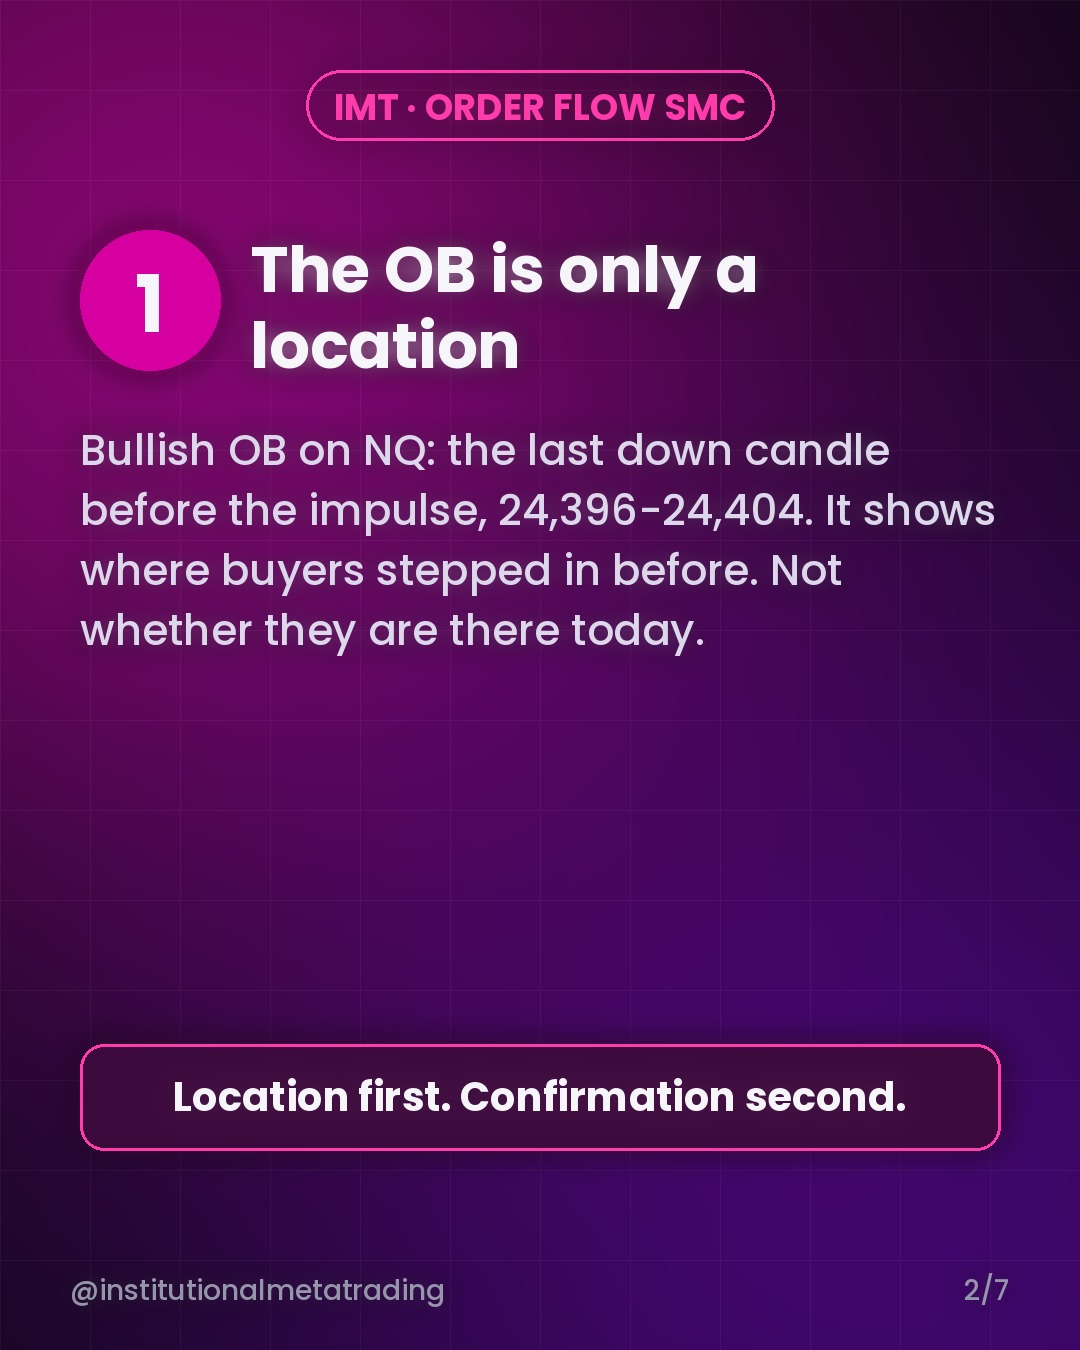 IMT · ORDER FLOW SMC
1
The OB is only a
location
Bullish OB on NQ: the last down candle
before the impulse, 24,396-24,404. It shows
where buyers stepped in before. Not
whether they are there today.
Location first. Confirmation second.
@institutionalmetatrading
2/7